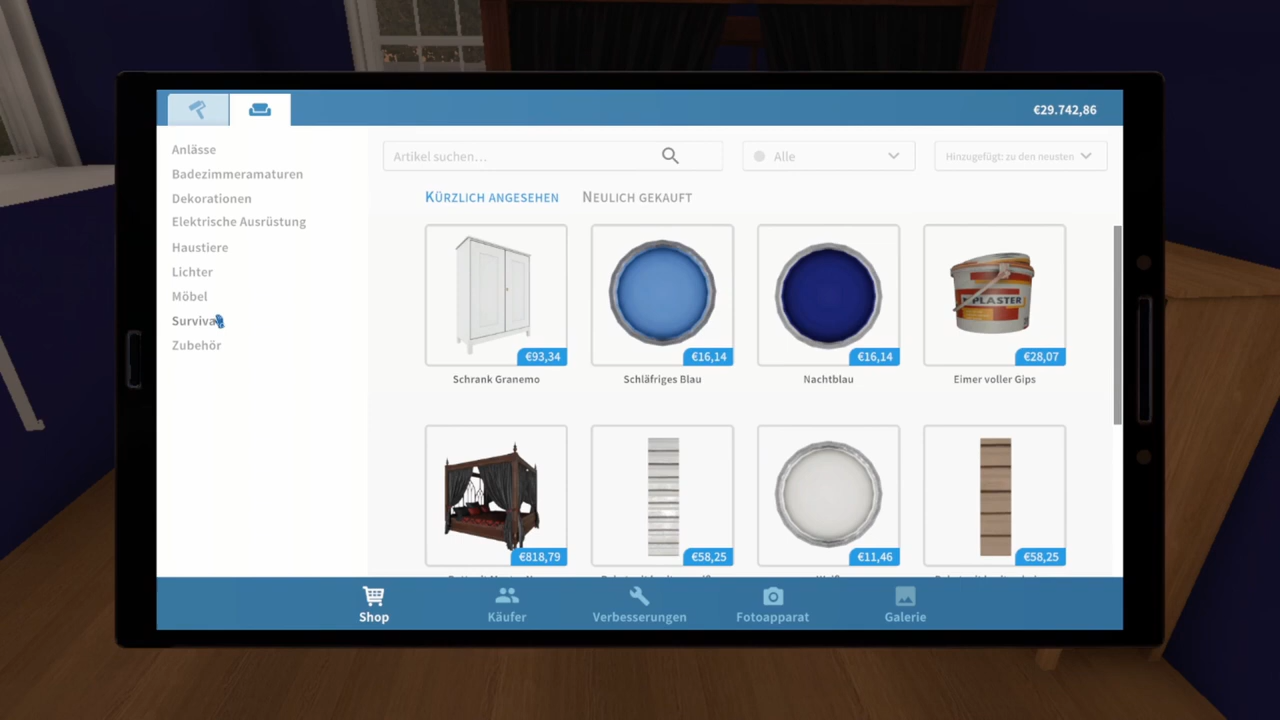 €29.742,86
Anlässe
Badezimmeramaturen
Dekorationen
Elektrische Ausrüstung
Haustiere
Lichter
Möbel
Survival
Zubehör
Artikel suchen...
Alle
Hinzugefügt: zu den neusten
KÜRZLICH ANGESEHEN NEULICH GEKAUFT
€93,34 €16,14 €16,14 PLASTER €28,07
Schrank Granemo Schläfriges Blau Nachtblau Eimer voller Gips
€818,79 €58,25 €11,46 €58,25
Shop Käufer Verbesserungen Fotoapparat Galerie